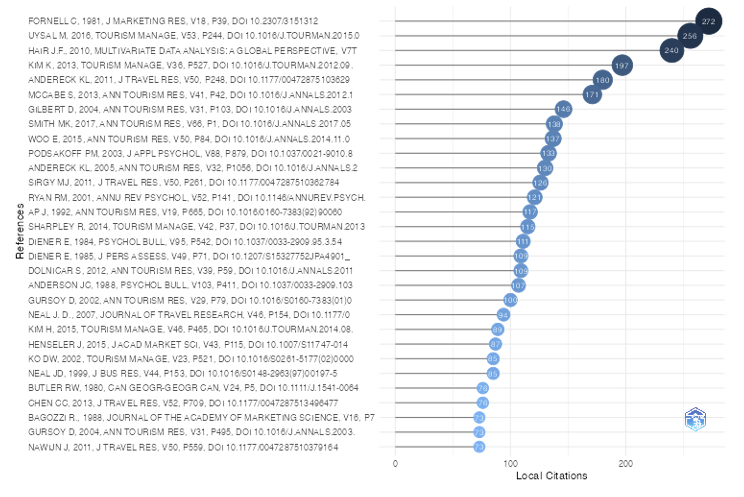 FORNELL C, 1981, J MARKETING RES, V18, P39, DOI 10.2307/3151312
UYSAL M, 2016, TOURISM MANAGE, V53, P244, DOI 10.1016/J.TOURMAN.2015.0
HAIR J.F., 2010, MULTIVARIATE DATA ANALYSIS: A GLOBAL PERSPECTIVE, V7T
KIM K, 2013, TOURISM MANAGE, V36, P527, DOI 10.1016/J.TOURMAN.2012.09.
ANDERECK KL, 2011, J TRAVEL RES, V50, P248, DOI 10.1177/00472875103629
MCCABE S, 2013, ANN TOURISM RES, V41, P42, DOI 10.1016/J.ANNALS.2012.1
GILBERT D, 2004, ANN TOURISM RES, V31, P103, DOI 10.1016/J.ANNALS.2003
SMITH MK, 2017, ANN TOURISM RES, V66, P1, DOI 10.1016/J.ANNALS.2017.05
WOO E, 2015, ANN TOURISM RES, V50, P84, DOI 10.1016/J.ANNALS.2014.11.0
PODSAKOFF PM, 2003, J APPL PSYCHOL, V88, P879, DOI 10.1037/0021-9010.8
ANDERECK KL, 2005, ANN TOURISM RES, V32, P1056, DOI 10.1016/J.ANNALS.2
SIRGY MJ, 2011, J TRAVEL RES, V50, P261, DOI 10.1177/0047287510362784
RYAN RM, 2001, ANNU REV PSYCHOL, V52, P141, DOI 10.1146/ANNUREV.PSYCH.
AP J, 1992, ANN TOURISM RES, V19, P665, DOI 10.1016/0160-7383(92)90060
SHARPLEY R, 2014, TOURISM MANAGE, V42, P37, DOI 10.1016/J.TOURMAN.2013
DIENER E, 1984, PSYCHOL BULL, V95, P542, DOI 10.1037/0033-2909.95.3.54
DIENER E, 1985, J PERS ASSESS, V49, P71, DOI 10.1207/S15327752JPA4901_
DOLNICAR S, 2012, ANN TOURISM RES, V39, P59, DOI 10.1016/J.ANNALS.2011
ANDERSON JC, 1988, PSYCHOL BULL, V103, P411, DOI 10.1037/0033-2909.103
GURSOY D, 2002, ANN TOURISM RES, V29, P79, DOI 10.1016/S0160-7383(01)0
NEAL J. D., 2007, JOURNAL OF TRAVEL RESEARCH, V46, P154, DOI 10.1177/0
KIM H, 2015, TOURISM MANAGE, V46, P465, DOI 10.1016/J.TOURMAN.2014.08.
HENSELER J, 2015, J ACAD MARKET SCI, V43, P115, DOI 10.1007/S11747-014
KO DW, 2002, TOURISM MANAGE, V23, P521, DOI 10.1016/S0261-5177(02)0000
NEAL JD, 1999, J BUS RES, V44, P153, DOI 10.1016/S0148-2963(97)00197-5
BUTLER RW, 1980, CAN GEOGR-GEOGR CAN, V24, P5, DOI 10.1111/J.1541-0064
CHEN CC, 2013, J TRAVEL RES, V52, P709, DOI 10.1177/0047287513496477
BAGOZZI R., 1988, JOURNAL OF THE ACADEMY OF MARKETING SCIENCE, V16, P7
GURSOY D, 2004, ANN TOURISM RES, V31, P495, DOI 10.1016/J.ANNALS.2003.
NAWIJN J, 2011, J TRAVEL RES, V50, P559, DOI 10.1177/0047287510379164
272
256
240
197
180
171
146
138
137
133
130
126
121
117
115
111
109
109
107
100
94
89
87
85
85
76
76
73
73
73
References
0 100 200
Local Citations